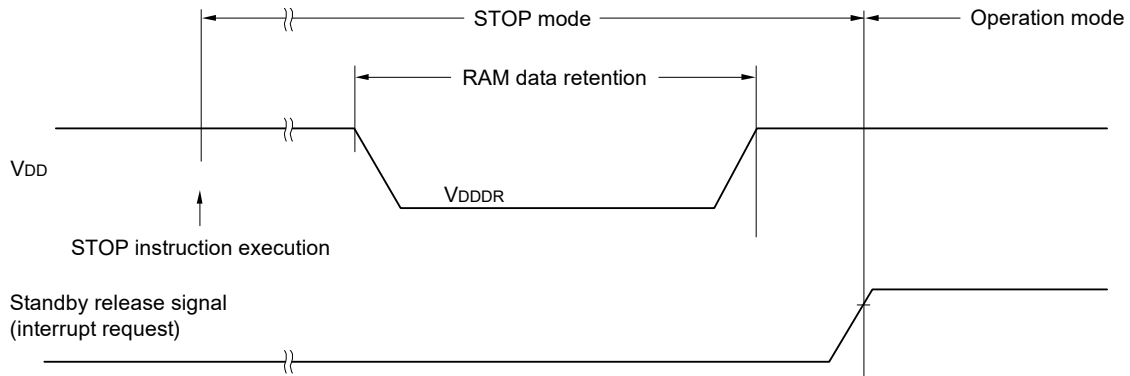 STOP mode
Operation mode
RAM data retention
VDD
VDDDR
STOP instruction execution
Standby release signal
(interrupt request)